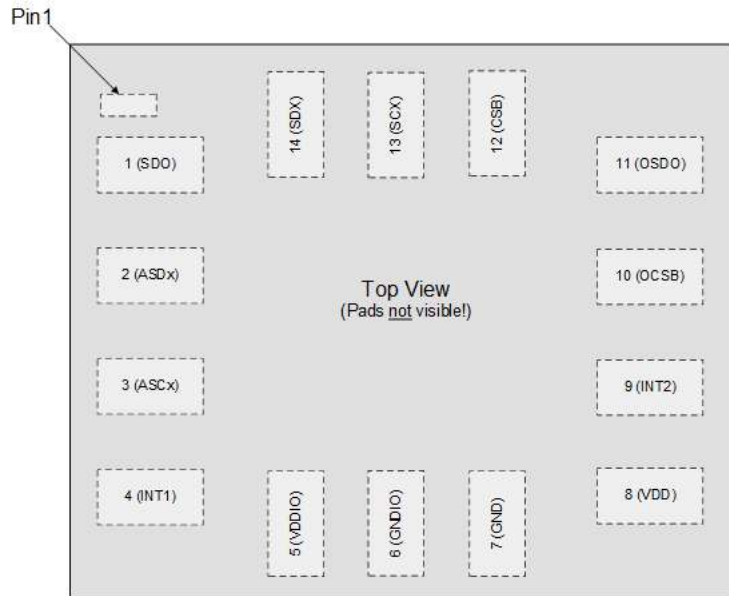 Pin1
14 (SDX)
13 (SCX)
12 (CSB)
1 (SDO)
11 (OSDO)
2 (ASDx)
10 (OCSB)
Top View
(Pads not visible!)
3 (ASCx)
9 (INT2)
4 (INT1)
5 (VDDIO)
6 (GNDIO)
7 (GND)
8 (VDD)